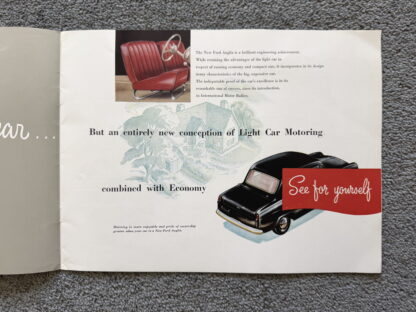 The New Ford Anglia is a brilliant engineering achievement.
While retaining the advantages of the light car in
respect of running economy and compact size, it incorporates in its design
many characteristics of the big, expensive car.
The indisputable proof of the car's excellence is in its
remarkable run of success, since its introduction,
in International Motor Rallies.
ear . . .
But an entirely new conception of Light Car Motoring
combined with Economy
See for yourself
Motoring is more enjoyable and pride of ownership
greater when your car is a New Ford Anglia.